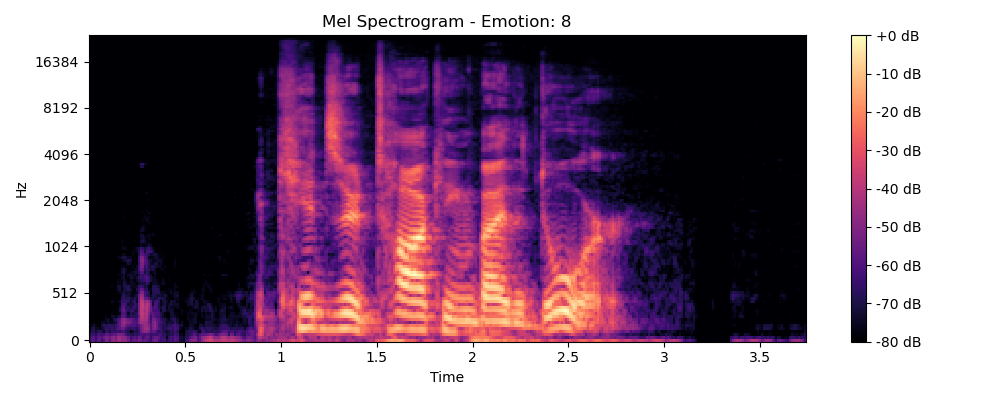 Mel Spectrogram - Emotion: 8
Hz
16384
8192
4096
2048
1024
512
0
0
0.5
1
1.5
2
2.5
3
3.5
Time
+0 dB
-10 dB
-20 dB
-30 dB
-40 dB
-50 dB
-60 dB
-70 dB
-80 dB